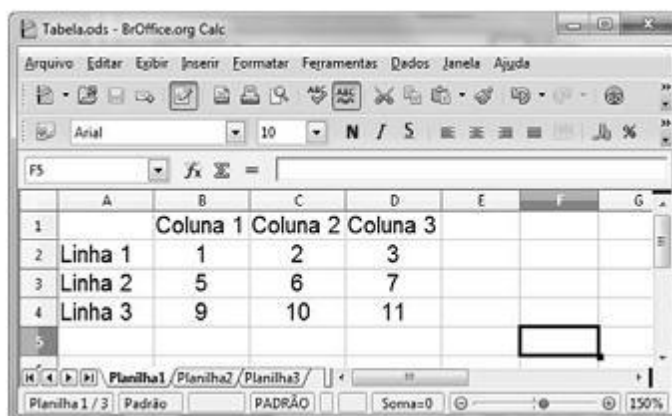 Tabela.ods - BrOffice.org Calc
Arquivo Editar Exibir Inserir Formatar Ferramentas Dados Janela Ajuda
Arial 10 N I S %
F5 fx Σ =
A B C D E F G
1 Coluna 1 Coluna 2 Coluna 3
2 Linha 1 1 2 3
3 Linha 2 5 6 7
4 Linha 3 9 10 11
5
Planilha1 / Planilha2 / Planilha3 /
Planilha 1 / 3 Padrão PADRÃO Soma=0 150%